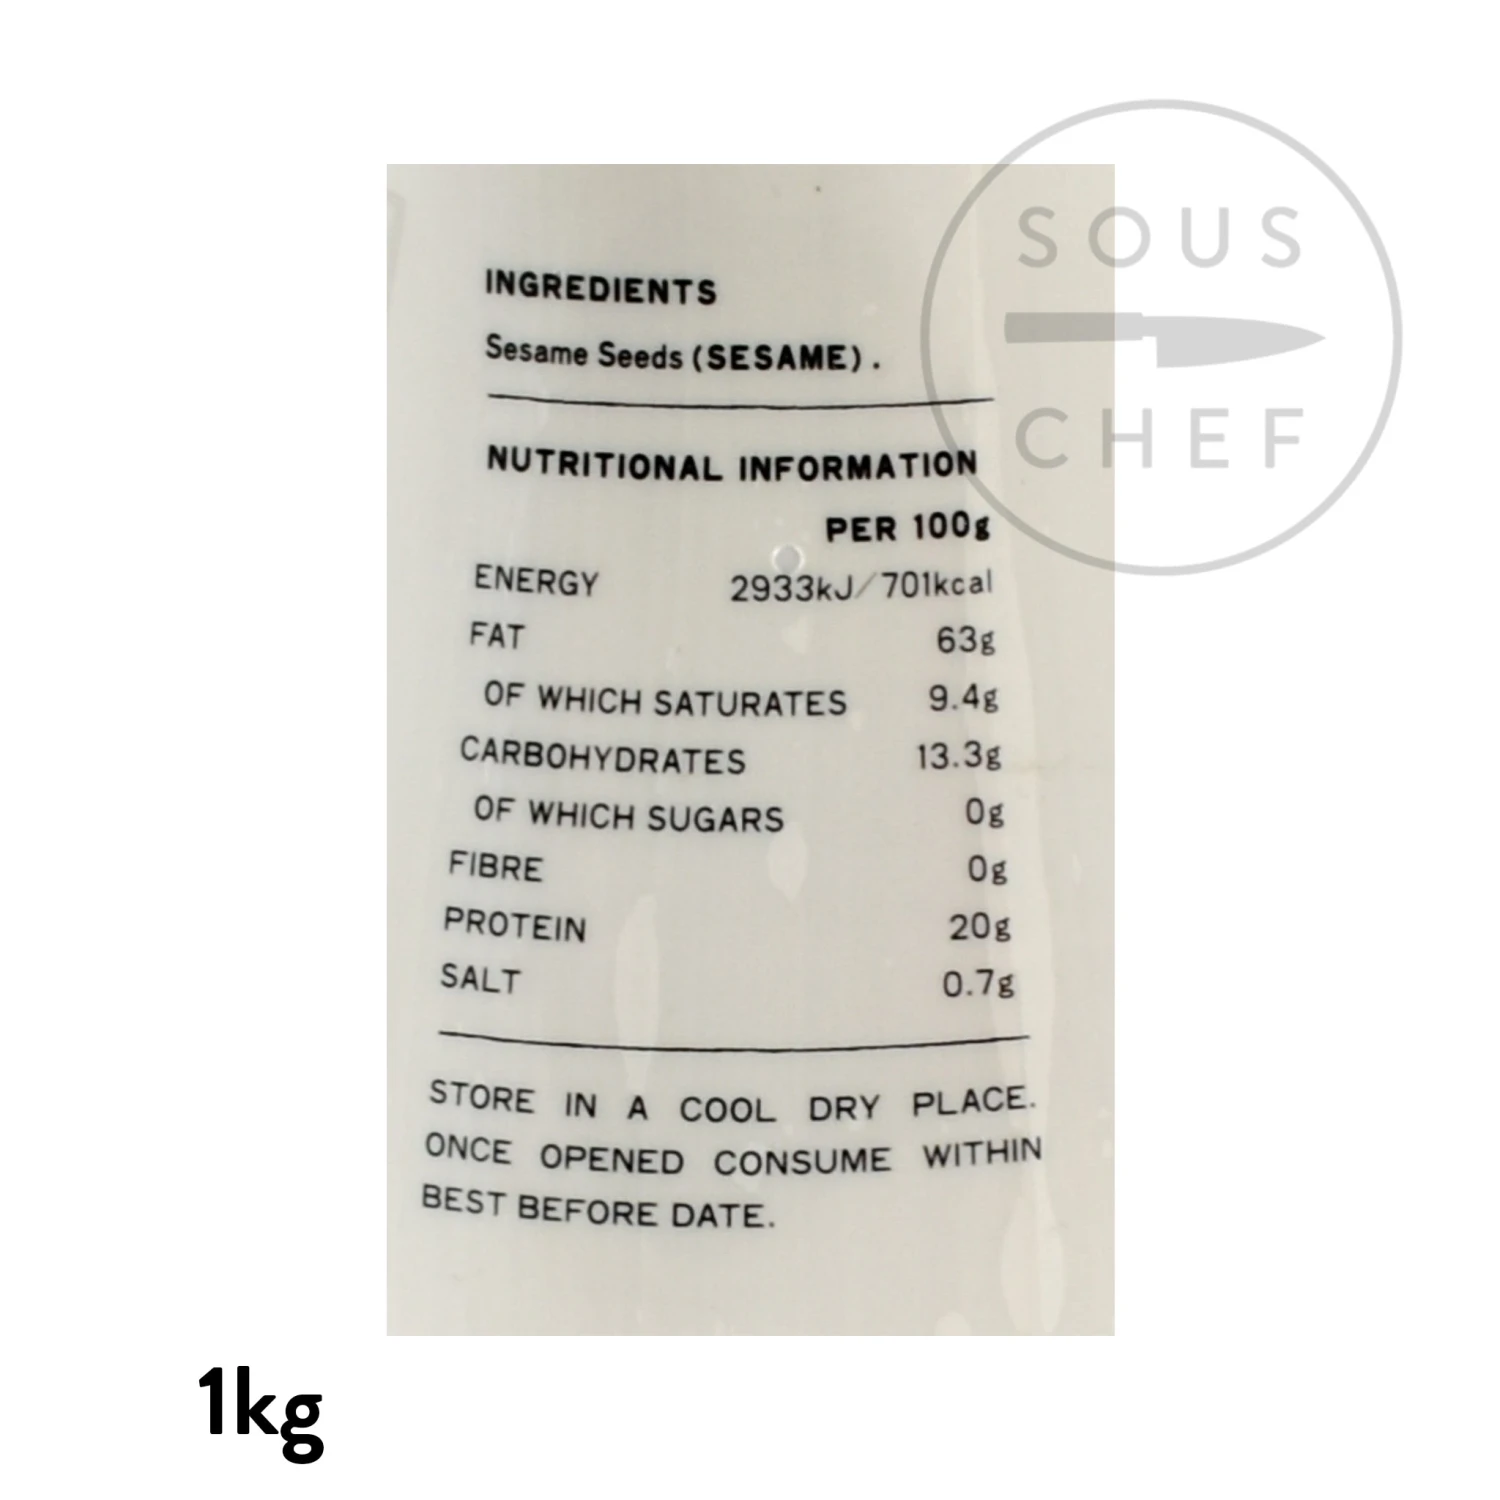 SOUS
CHEF
INGREDIENTS
Sesame Seeds (SESAME) .
NUTRITIONAL INFORMATION
PER 100g
ENERGY 2933kJ/701kcal
FAT 63g
OF WHICH SATURATES 9.4g
CARBOHYDRATES 13.3g
OF WHICH SUGARS 0g
FIBRE 0g
PROTEIN 20g
SALT 0.7g
STORE IN A COOL DRY PLACE.
ONCE OPENED CONSUME WITHIN
BEST BEFORE DATE.
1kg